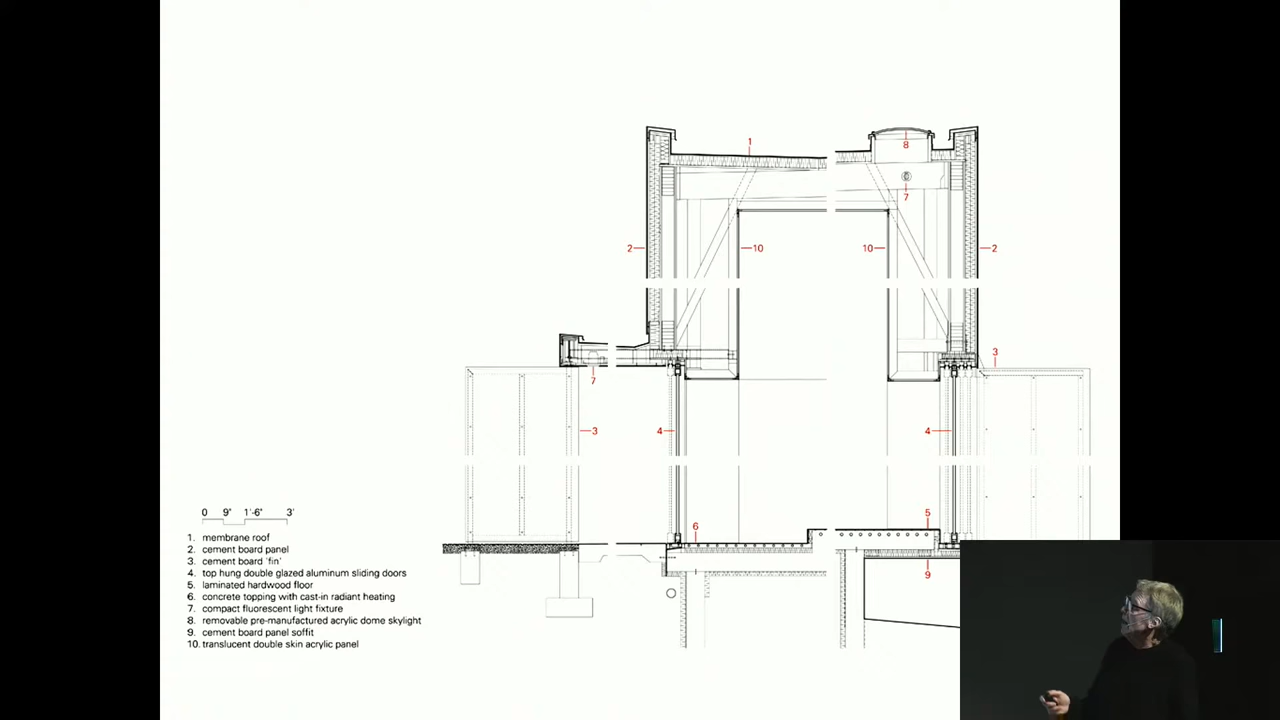 1
8
7
2
10
10
2
3
7
3
4
4
5
6
9
0 9" 1'-6" 3'
1. membrane roof
2. cement board panel
3. cement board 'fin'
4. top hung double glazed aluminum sliding doors
5. laminated hardwood floor
6. concrete topping with cast-in radiant heating
7. compact fluorescent light fixture
8. removable pre-manufactured acrylic dome skylight
9. cement board panel soffit
10. translucent double skin acrylic panel